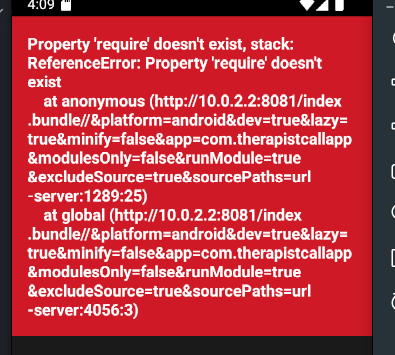 4:09
Property 'require' doesn't exist, stack:
ReferenceError: Property 'require' doesn't
exist
at anonymous (http://10.0.2.2:8081/index
.bundle//&platform=android&dev=true&lazy=
true&minify=false&app=com.therapistcallapp
&modulesOnly=false&runModule=true
&excludeSource=true&sourcePaths=url
-server:1289:25)
at global (http://10.0.2.2:8081/index
.bundle//&platform=android&dev=true&lazy=
true&minify=false&app=com.therapistcallapp
&modulesOnly=false&runModule=true
&excludeSource=true&sourcePaths=url
-server:4056:3)